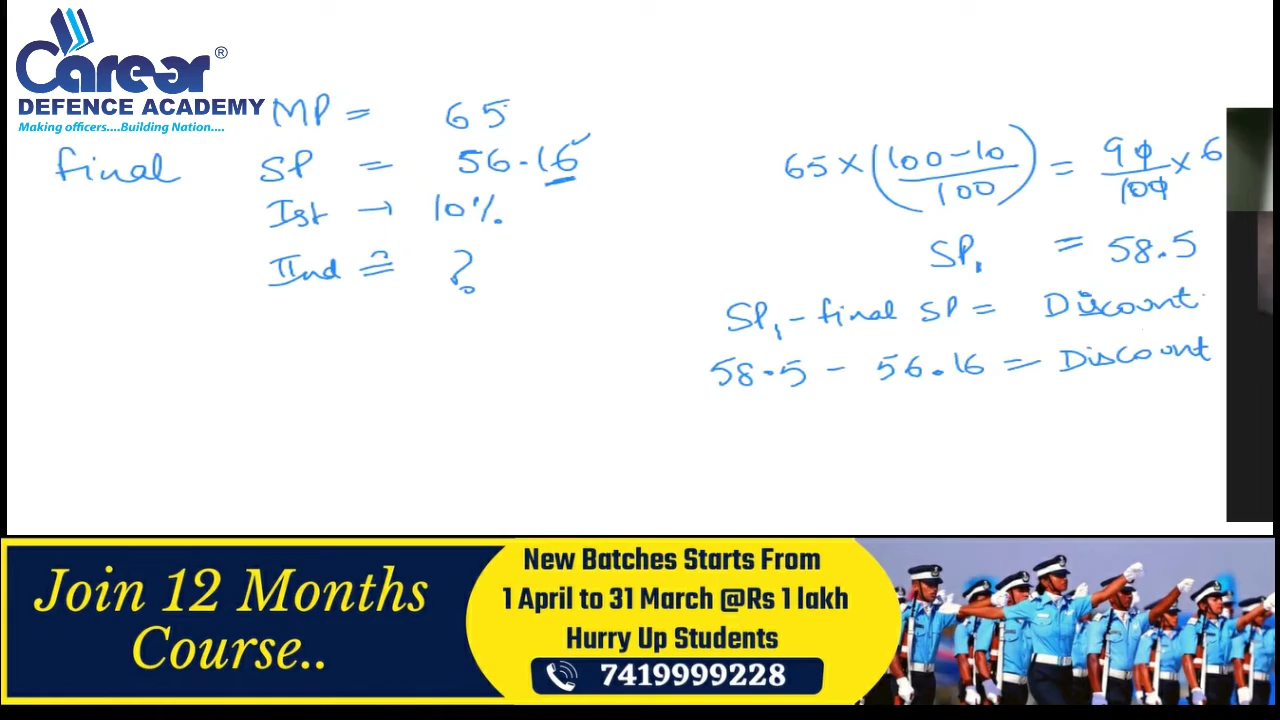 Carear®
DEFENCE ACADEMY
Making officers....Building Nation....
MP = 65
final SP = 56.16
Ist → 10%
IInd = ?
65 × (100-10/100) = 90/100 × 6
SP₁ = 58.5
SP₁ - final SP = Discount
58.5 - 56.16 = Discount
Join 12 Months
Course..
New Batches Starts From
1 April to 31 March @Rs 1 lakh
Hurry Up Students
7419999228